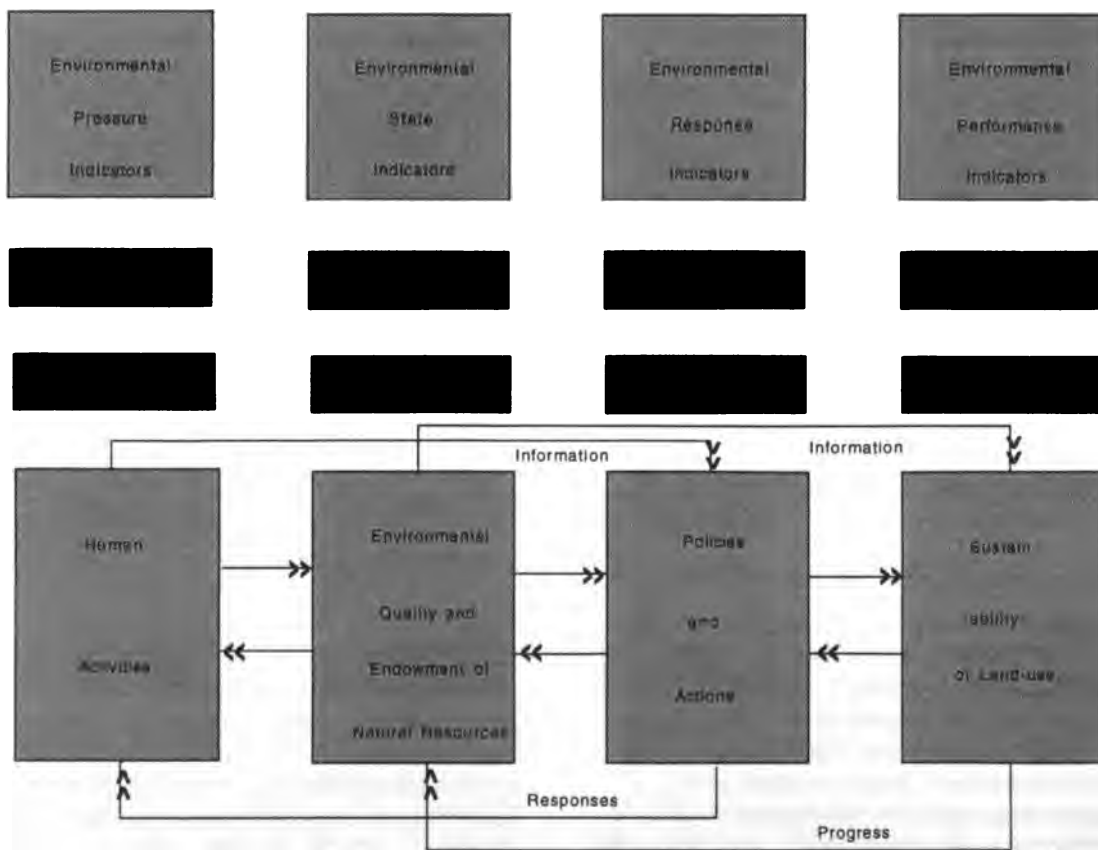 Environmental
Pressure
Indicators
Environmental
State
Indicators
Environmental
Response
Indicators
Environmental
Performance
Indicators
Information
Information
Human
Activities
Environmental
Quality and
Endowment of
Natural Resources
Policies
and
Actions
Sustain
ability
of Land-use
Responses
Progress